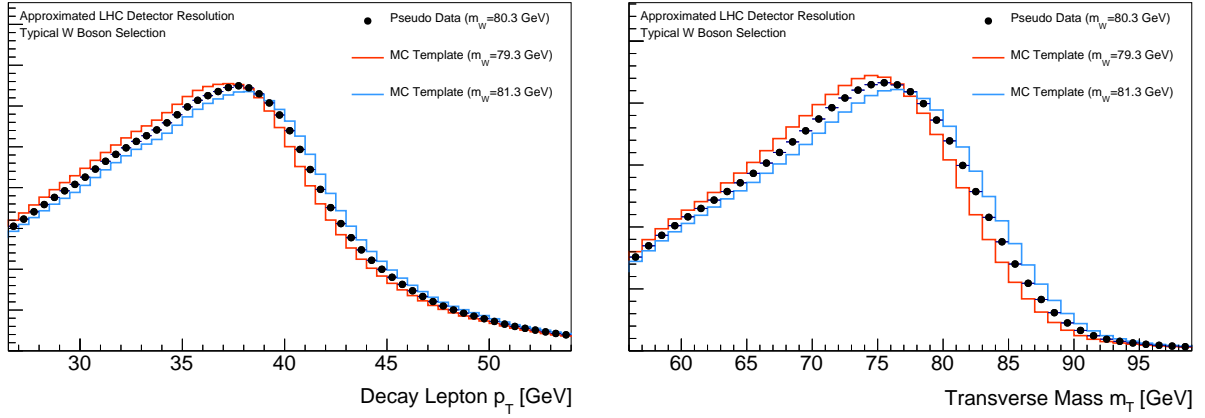 Approximated LHC Detector Resolution
Typical W Boson Selection
Pseudo Data (m_W=80.3 GeV)
MC Template (m_W=79.3 GeV)
MC Template (m_W=81.3 GeV)
30 35 40 45 50
Decay Lepton p_T [GeV]
Approximated LHC Detector Resolution
Typical W Boson Selection
Pseudo Data (m_W=80.3 GeV)
MC Template (m_W=79.3 GeV)
MC Template (m_W=81.3 GeV)
60 65 70 75 80 85 90 95
Transverse Mass m_T [GeV]